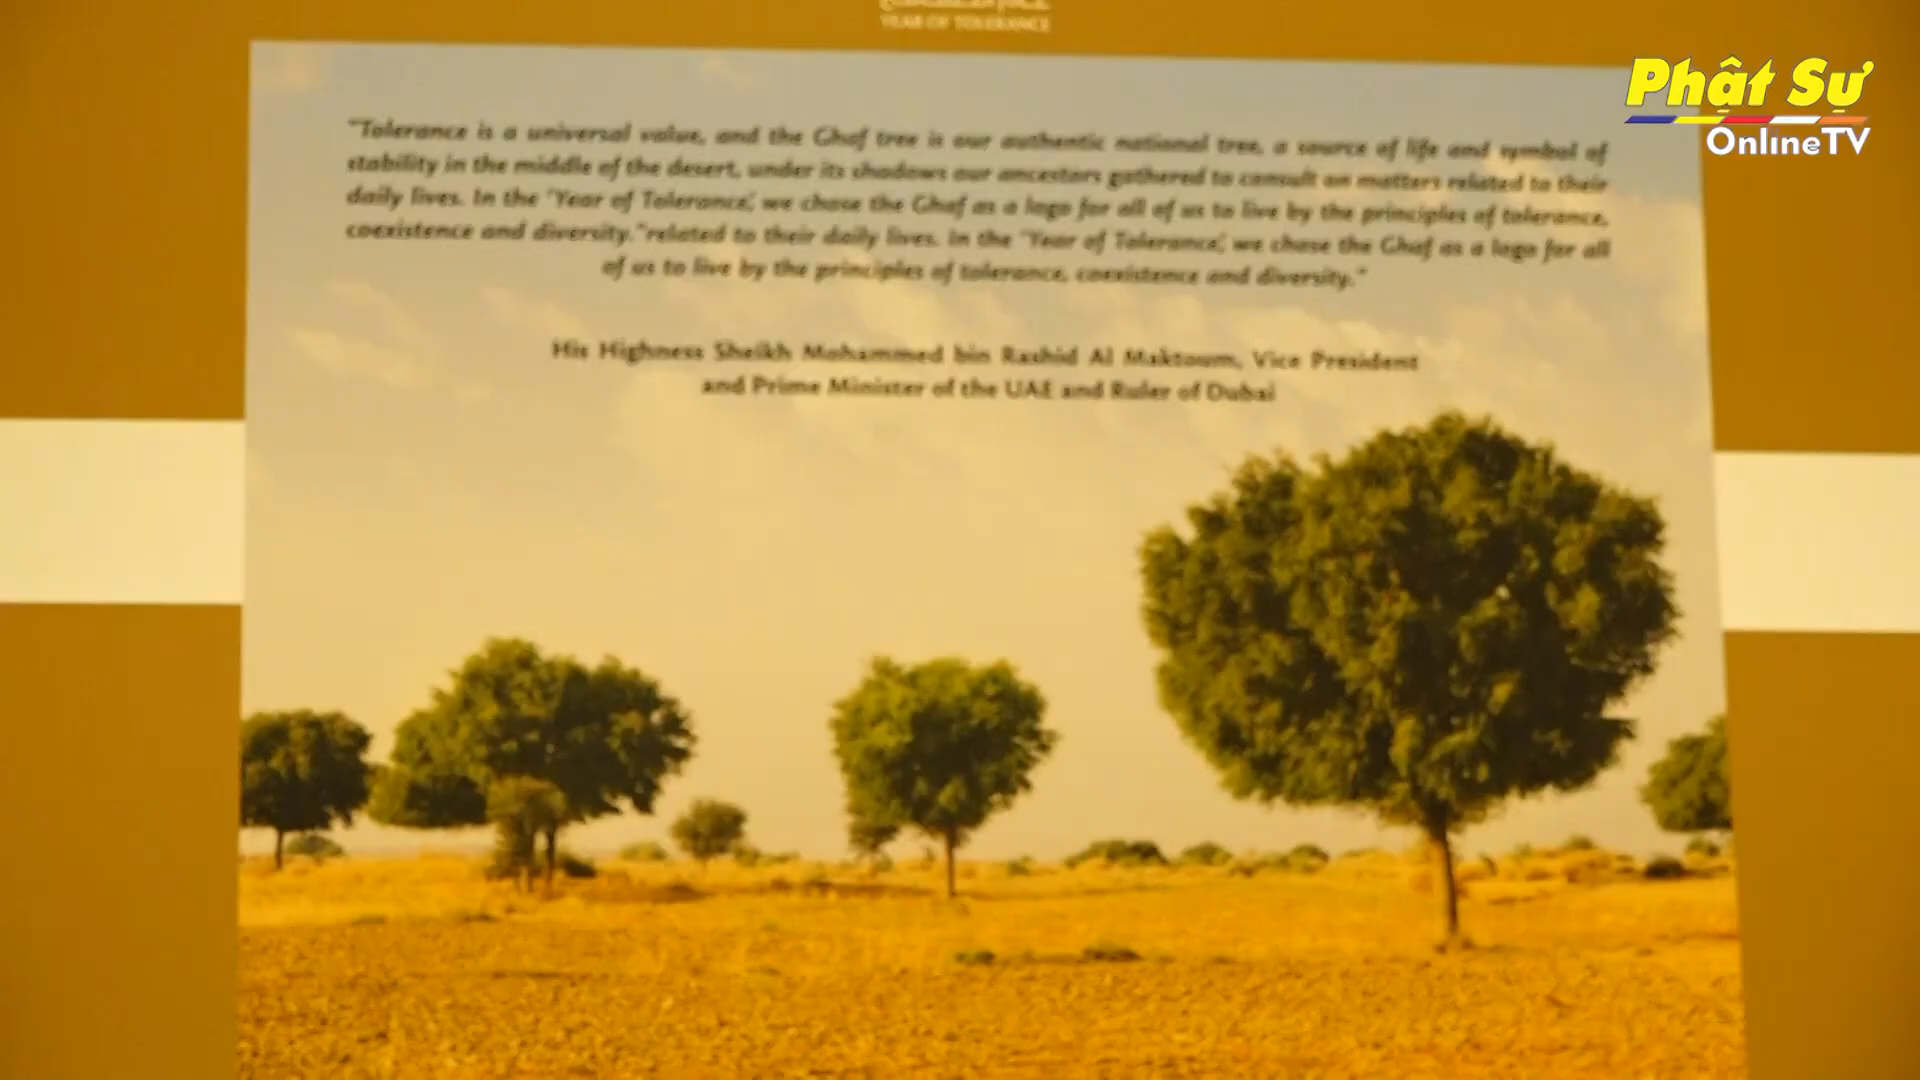 YEAR OF TOLERANCE
Phật Sự
OnlineTV
"Tolerance is a universal value, and the Ghaf tree is our authentic national tree, a source of life and symbol of
stability in the middle of the desert, under its shadows our ancestors gathered to consult on matters related to their
daily lives. In the 'Year of Tolerance', we chose the Ghaf as a logo for all of us to live by the principles of tolerance,
coexistence and diversity."related to their daily lives. In the 'Year of Tolerance', we chose the Ghaf as a logo for all
of us to live by the principles of tolerance, coexistence and diversity."
His Highness Sheikh Mohammed bin Rashid Al Maktoum, Vice President
and Prime Minister of the UAE and Ruler of Dubai